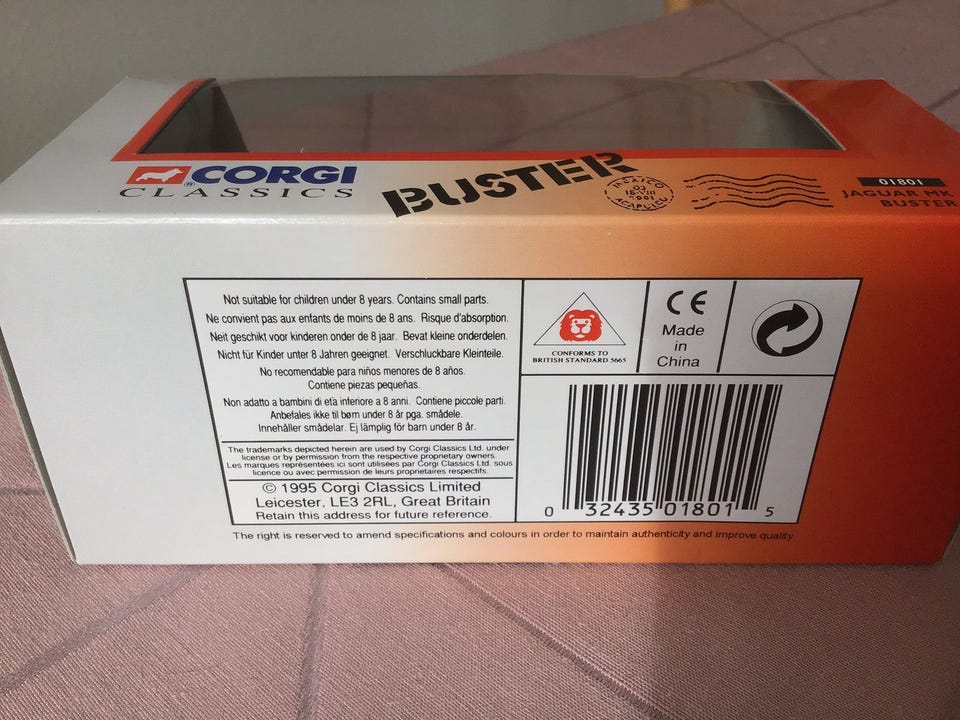 CORGI ®
CLASSICS
BUSTER
MEXICO
ACAPULCO
01801
JAGUAR MK
BUSTER
Not suitable for children under 8 years. Contains small parts.
Ne convient pas aux enfants de moins de 8 ans. Risque d'absorption.
Neit geschikt voor kinderen onder de 8 jaar. Bevat kleine onderdelen.
Nicht für Kinder unter 8 Jahren geeignet. Verschluckbare Kleinteile.
No recomendable para niños menores de 8 años.
Contiene piezas pequeñas.
Non adatto a bambini di età inferiore a 8 anni. Contiene piccole parti.
Anbefales ikke til børn under 8 år pga. smådele.
Innehåller smådelar. Ej lämplig för barn under 8 år.
The trademarks depicted herein are used by Corgi Classics Ltd. under
license or by permission from the respective proprietary owners.
Les marques représentées ici sont utilisées par Corgi Classics Ltd. sous
licence ou avec permission de leurs proprietaires respectifs.
© 1995 Corgi Classics Limited
Leicester, LE3 2RL, Great Britain
Retain this address for future reference.
CONFORMS TO
BRITISH STANDARD 5665
CE
Made
in
China
0 32435 01801 5
The right is reserved to amend specifications and colours in order to maintain authenticity and improve quality